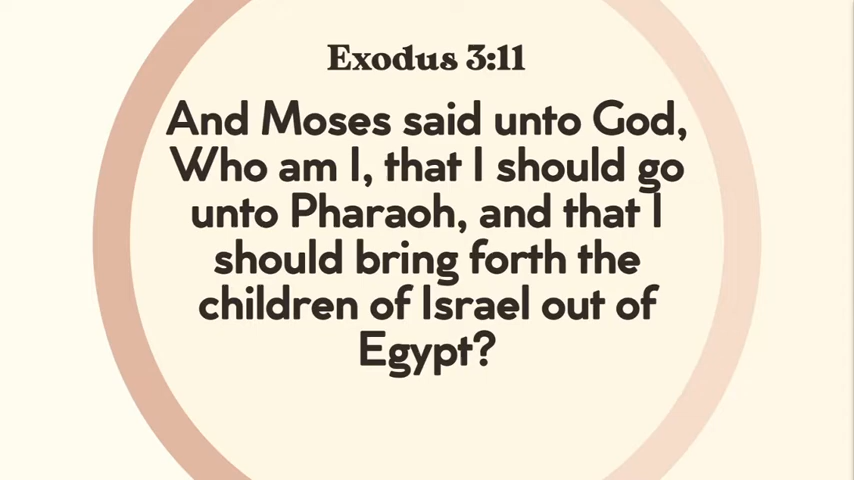 Exodus 3:11
And Moses said unto God,
Who am I, that I should go
unto Pharaoh, and that I
should bring forth the
children of Israel out of
Egypt?